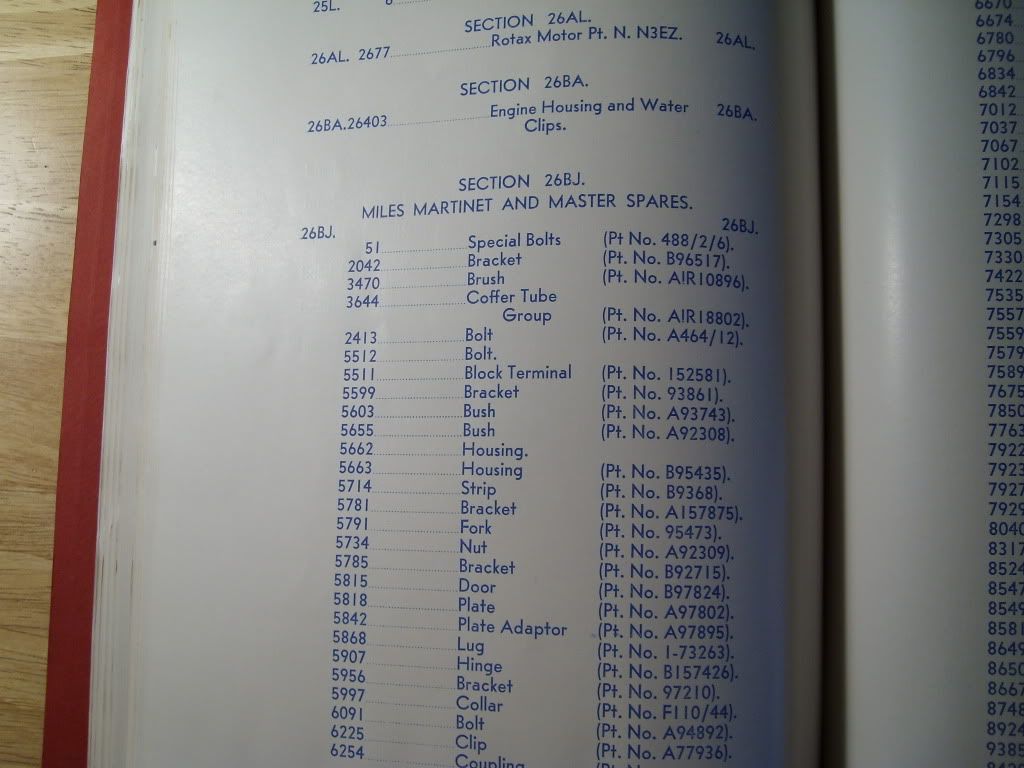 25L.
SECTION 26AL.
26AL. 2677 Rotax Motor Pt. N. N3EZ. 26AL.
SECTION 26BA.
26BA.26403 Engine Housing and Water 26BA.
Clips.
SECTION 26BJ.
MILES MARTINET AND MASTER SPARES.
26BJ. 26BJ.
51 Special Bolts (Pt No. 488/2/6).
2042 Bracket (Pt. No. B96517).
3470 Brush (Pt. No. AIR10896).
3644 Coffer Tube
Group (Pt. No. AIR18802).
2413 Bolt (Pt. No. A464/12).
5512 Bolt.
5511 Block Terminal (Pt. No. 152581).
5599 Bracket (Pt. No. 93861).
5603 Bush (Pt. No. A93743).
5655 Bush (Pt. No. A92308).
5662 Housing.
5663 Housing (Pt. No. B95435).
5714 Strip (Pt. No. B9368).
5781 Bracket (Pt. No. A157875).
5791 Fork (Pt. No. 95473).
5734 Nut (Pt. No. A92309).
5785 Bracket (Pt. No. B92715).
5815 Door (Pt. No. B97824).
5818 Plate (Pt. No. A97802).
5842 Plate Adaptor (Pt. No. A97895).
5868 Lug (Pt. No. 1-73263).
5907 Hinge (Pt. No. B157426).
5956 Bracket (Pt. No. 97210).
5997 Collar (Pt. No. F110/44).
6091 Bolt (Pt. No. A94892).
6225 Clip (Pt. No. A77936).
6254 Coupling
6670
6674
6780
6796
6834
6842
7012
7037
7067
7102
7115
7154
7298
7305
7330
7422
7535
7557
7559
7579
7589
7675
7850
7763
7922
7923
7927
7929
8040
8317
8524
8547
8549
8581
8649
8650
8667
8748
8924
9385